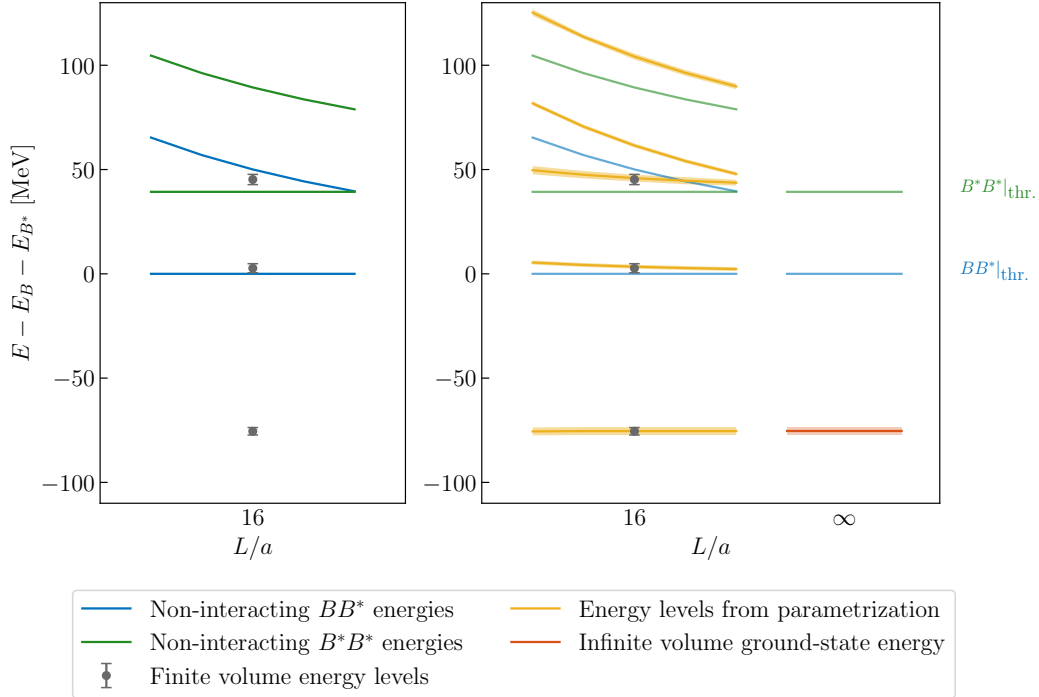 E − E_B − E_{B*} [MeV]
100
50
0
−50
−100
16
L/a
100
50
0
−50
−100
16
∞
L/a
B*B*|thr.
BB*|thr.
Non-interacting BB* energies
Non-interacting B*B* energies
Finite volume energy levels
Energy levels from parametrization
Infinite volume ground-state energy